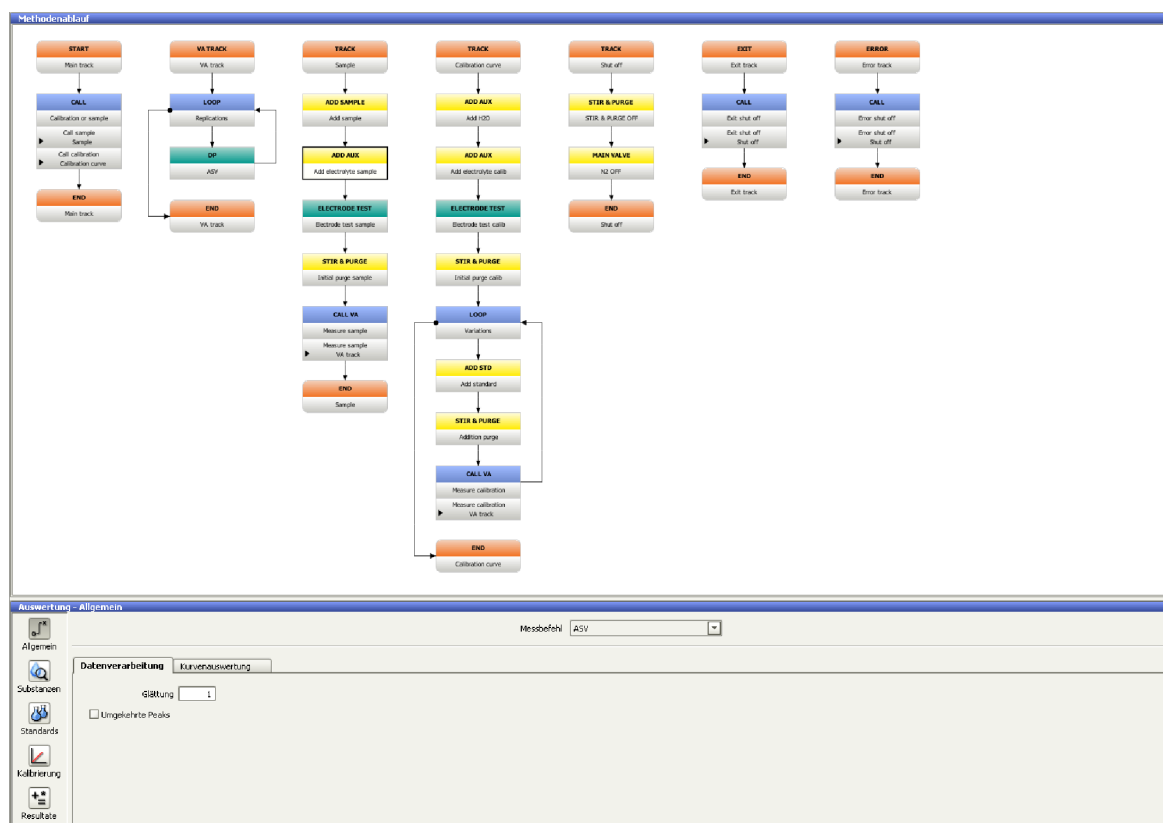 Methodenablauf
START
Main track
CALL
Calibration or sample
Call sample
Sample
Call calibration
Calibration curve
END
Main track
VA TRACK
VA track
LOOP
Replications
DP
ASV
END
VA track
TRACK
Sample
ADD SAMPLE
Add sample
ADD AUX
Add electrolyte sample
ELECTRODE TEST
Electrode test sample
STIR & PURGE
Initial purge sample
CALL VA
Measure sample
Measure sample
VA track
END
Sample
TRACK
Calibration curve
ADD AUX
Add H2O
ADD AUX
Add electrolyte calib
ELECTRODE TEST
Electrode test calib
STIR & PURGE
Initial purge calib
LOOP
Variations
ADD STD
Add standard
STIR & PURGE
Addition purge
CALL VA
Measure calibration
Measure calibration
VA track
END
Calibration curve
TRACK
Shut off
STIR & PURGE
STIR & PURGE OFF
MAIN VALVE
N2 OFF
END
Shut off
EXIT
Exit track
CALL
Exit shut off
Exit shut off
Shut off
END
Exit track
ERROR
Error track
CALL
Error shut off
Error shut off
Shut off
END
Error track
Auswertung - Allgemein
Allgemein
Substanzen
Standards
Kalibrierung
Resultate
Messbefehl ASV
Datenverarbeitung Kurvenauswertung
Glättung 1
Umgekehrte Peaks